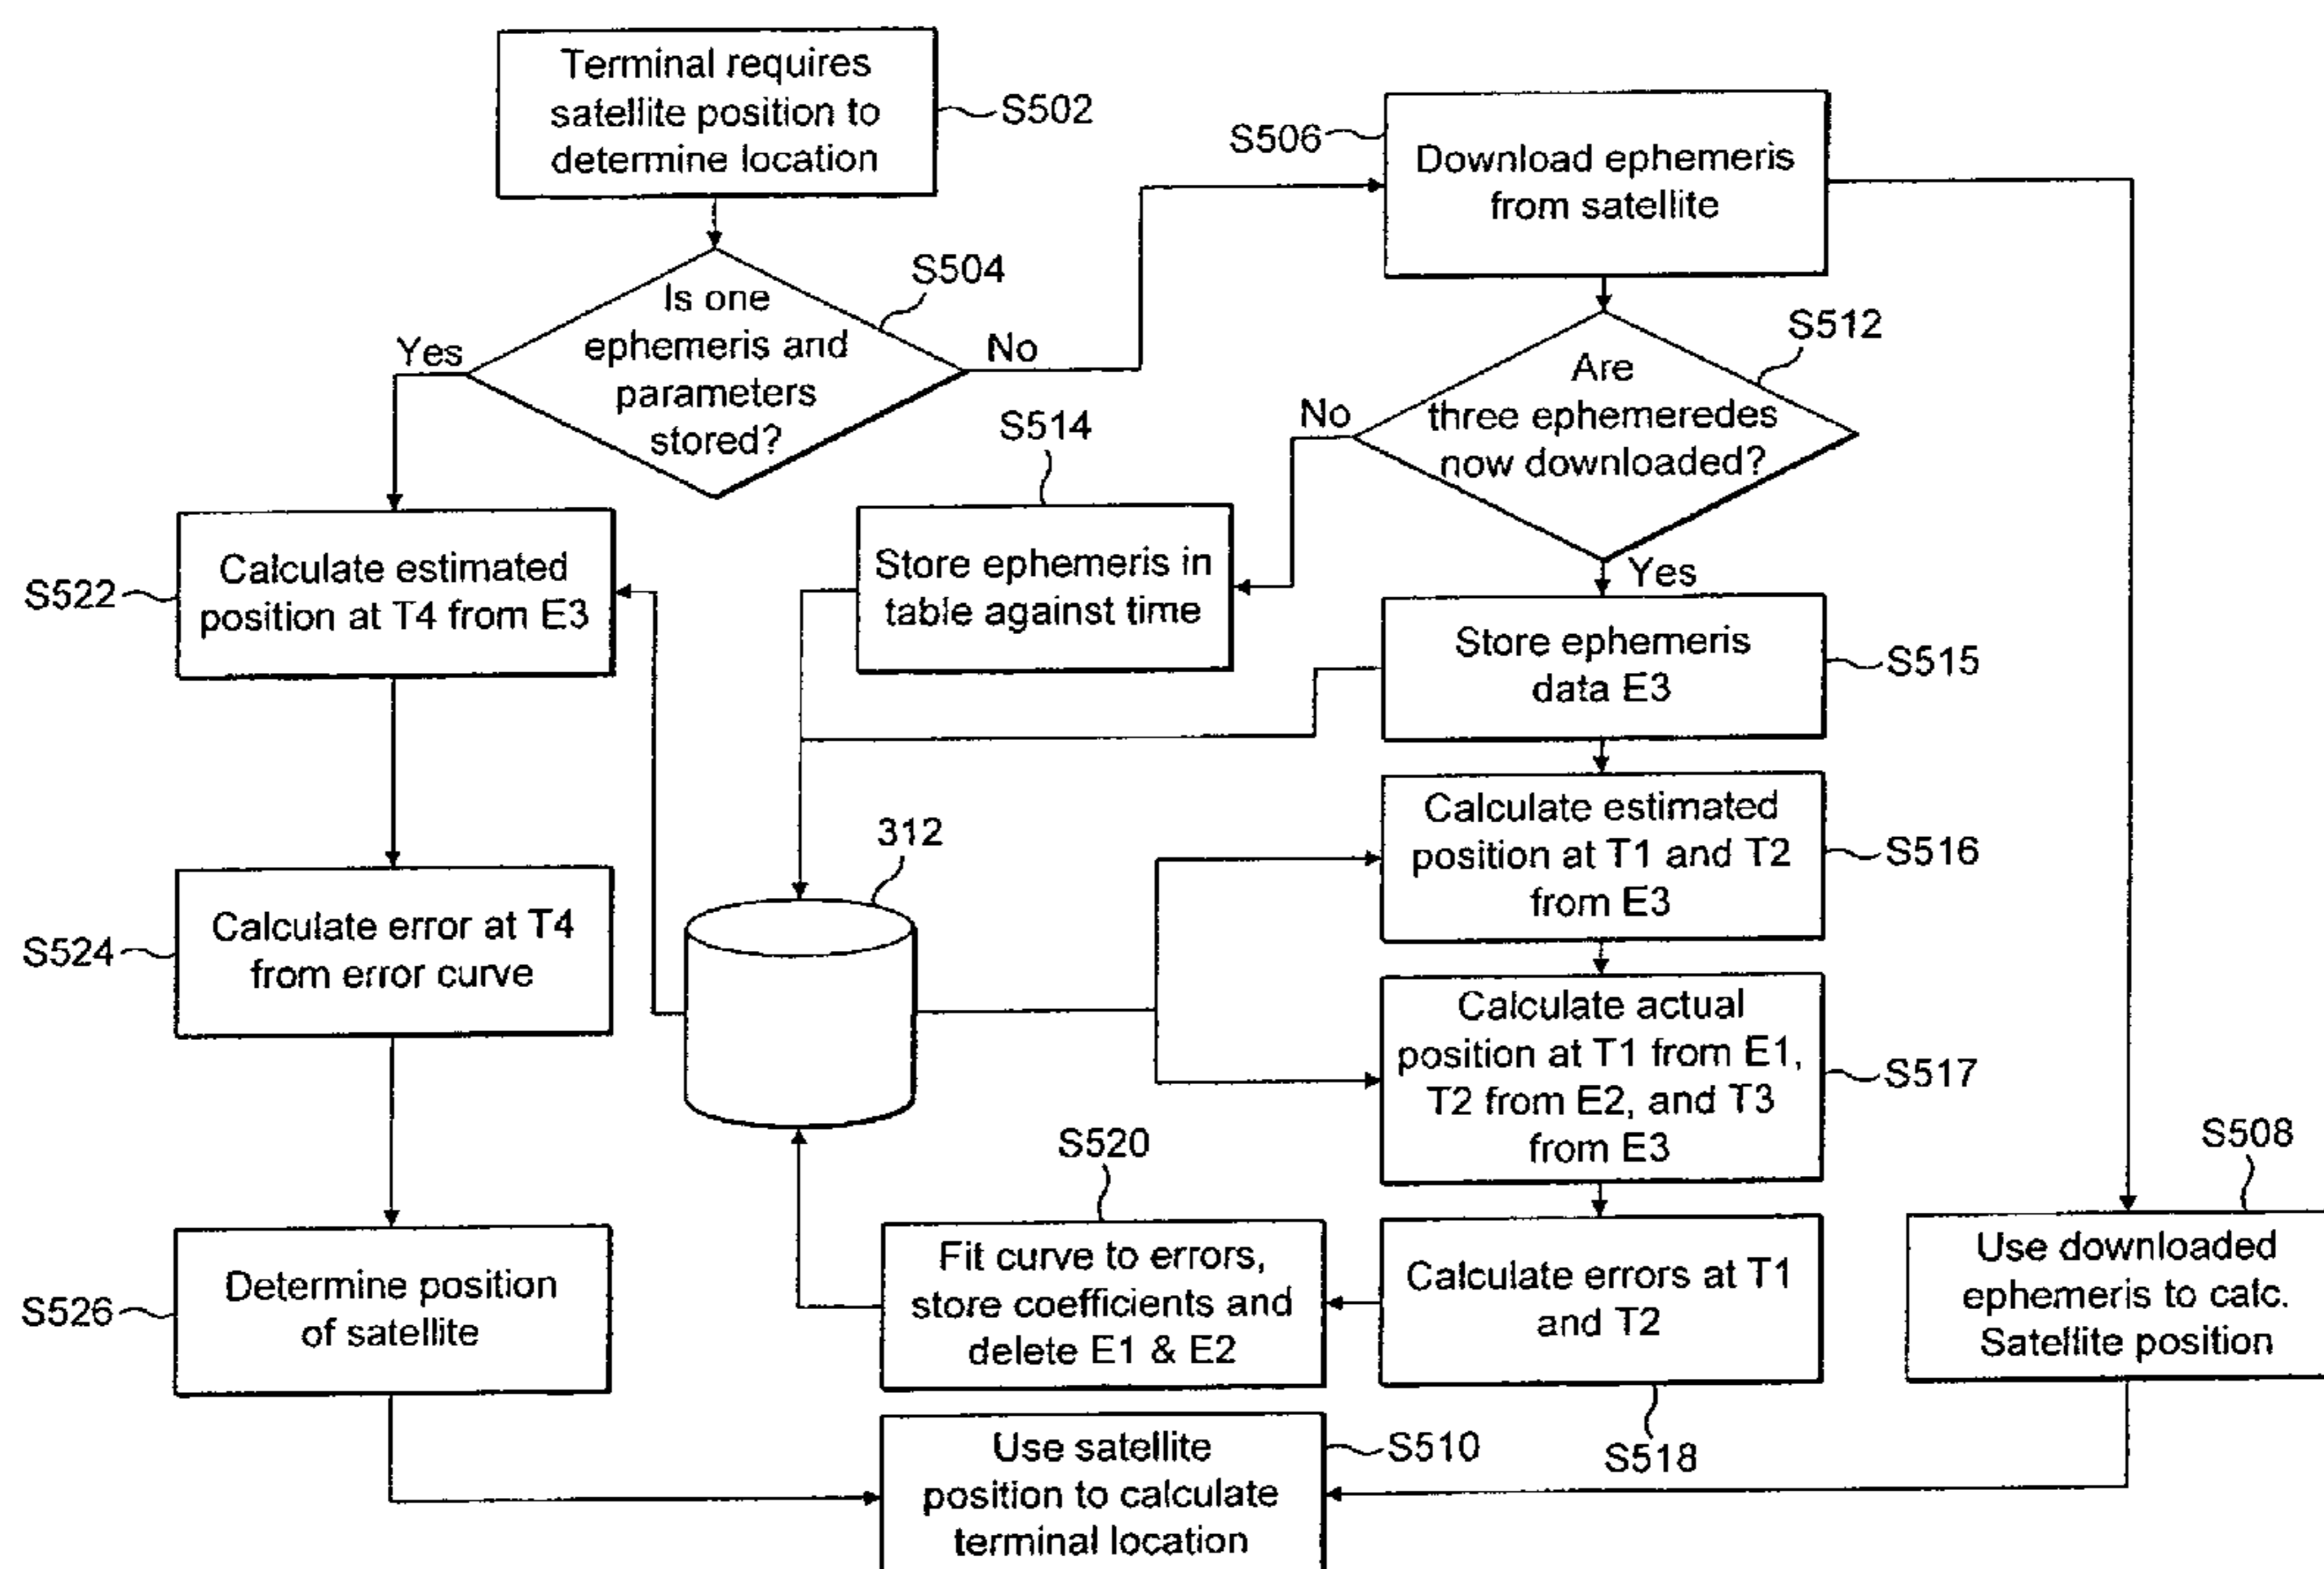 Terminal requires
satellite position to
determine location
S502
S506
Download ephemeris
from satellite
S504
Is one
ephemeris and
parameters
stored?
Yes
No
S512
Are
three ephemeredes
now downloaded?
No
Yes
S514
Store ephemeris in
table against time
S522
Calculate estimated
position at T4 from E3
Store ephemeris
data E3
S515
Calculate estimated
position at T1 and T2
from E3
S516
312
S524
Calculate error at T4
from error curve
Calculate actual
position at T1 from E1,
T2 from E2, and T3
from E3
S517
S520
Fit curve to errors,
store coefficients and
delete E1 & E2
Calculate errors at T1
and T2
S518
S508
Use downloaded
ephemeris to calc.
Satellite position
S526
Determine position
of satellite
Use satellite
position to calculate
terminal location
S510